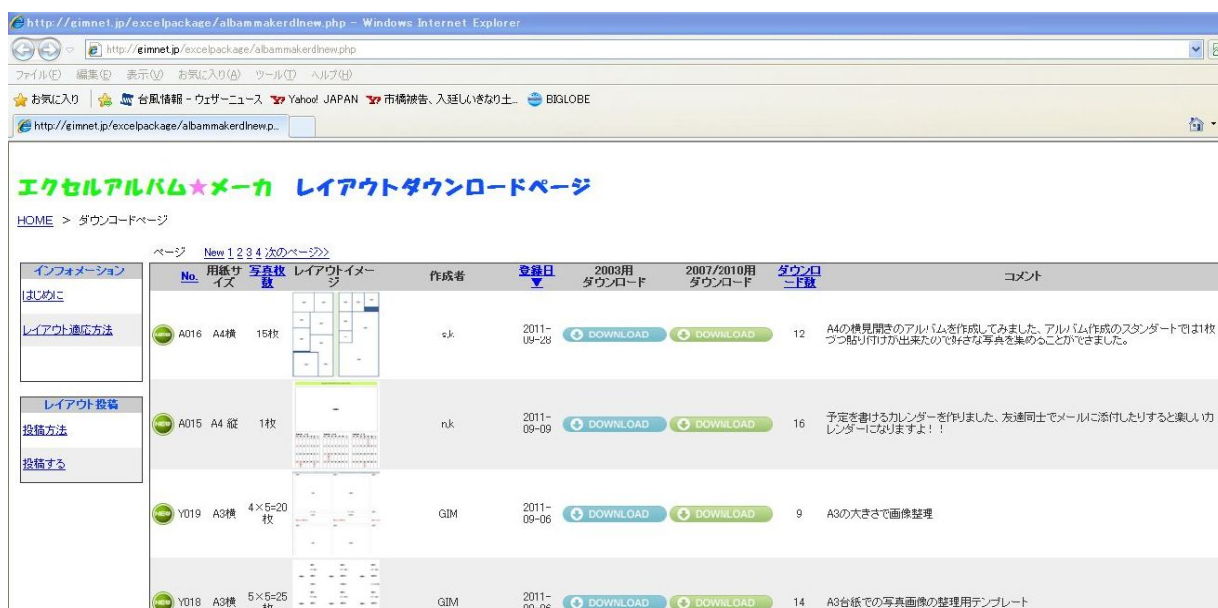 http://gimnet.jp/excelpackage/albammakerdlnew.php - Windows Internet Explorer
http://gimnet.jp/excelpackage/albammakerdlnew.php
ファイル(F) 編集(E) 表示(V) お気に入り(A) ツール(T) ヘルプ(H)
お気に入り 台風情報 - ウェザーニュース Yahoo! JAPAN 市橋被告、入廷しいきなり土... BIGLOBE
http://gimnet.jp/excelpackage/albammakerdlnew.p...
エクセルアルバム★メーカ レイアウトダウンロードページ
HOME > ダウンコードページ
ページ New 1 2 3 4 次のページ>>
インフォメーション
はじめに
レイアウト適応方法
レイアウト投稿
投稿方法
投稿する
No. 用紙サイズ 写真枚数 レイアウトイメージ 作成者 登録日▼ 2003用ダウンロード 2007/2010用ダウンロード ダウンロード数 コメント
NEW A016 A4横 15枚 s.k. 2011-09-28 DOWNLOAD DOWNLOAD 12 A4の横見開きのアルバムを作成してみました、アルバム作成のスタンダートでは1枚
づつ貼り付けが出来たので好きな写真を集めることができました。
NEW A015 A4 縦 1枚 n.k 2011-09-09 DOWNLOAD DOWNLOAD 16 予定を書けるカレンダーを作りました、友達同士でメールに添付したりすると楽しいカ
レンダーになりますよ！！
NEW Y019 A3横 4×5=20枚 GIM 2011-09-06 DOWNLOAD DOWNLOAD 9 A3の大きさで画像整理
NEW Y018 A3横 5×5=25枚 GIM 2011-09-06 DOWNLOAD DOWNLOAD 14 A3台紙での写真画像の整理用テンプレート